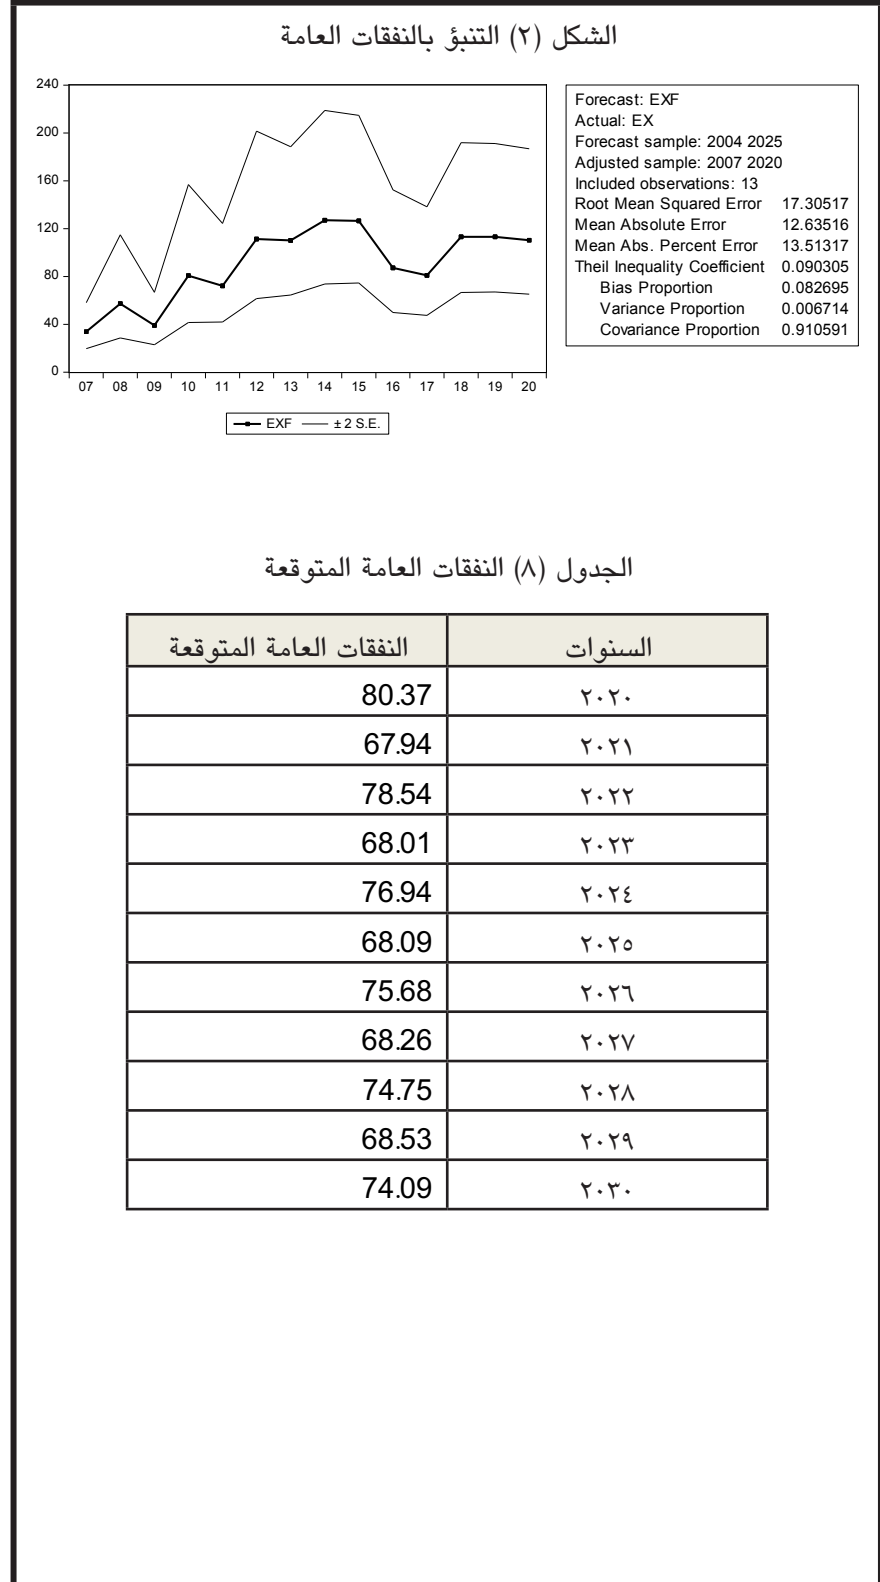 الشكل (٢) التنبؤ بالنفقات العامة
240
200
160
120
80
40
0
07 08 09 10 11 12 13 14 15 16 17 18 19 20
EXF ± 2 S.E.
Forecast: EXF
Actual: EX
Forecast sample: 2004 2025
Adjusted sample: 2007 2020
Included observations: 13
Root Mean Squared Error 17.30517
Mean Absolute Error 12.63516
Mean Abs. Percent Error 13.51317
Theil Inequality Coefficient 0.090305
Bias Proportion 0.082695
Variance Proportion 0.006714
Covariance Proportion 0.910591
الجدول (٨) النفقات العامة المتوقعة
السنوات النفقات العامة المتوقعة
٢٠٢٠ 80.37
٢٠٢١ 67.94
٢٠٢٢ 78.54
٢٠٢٣ 68.01
٢٠٢٤ 76.94
٢٠٢٥ 68.09
٢٠٢٦ 75.68
٢٠٢٧ 68.26
٢٠٢٨ 74.75
٢٠٢٩ 68.53
٢٠٣٠ 74.09